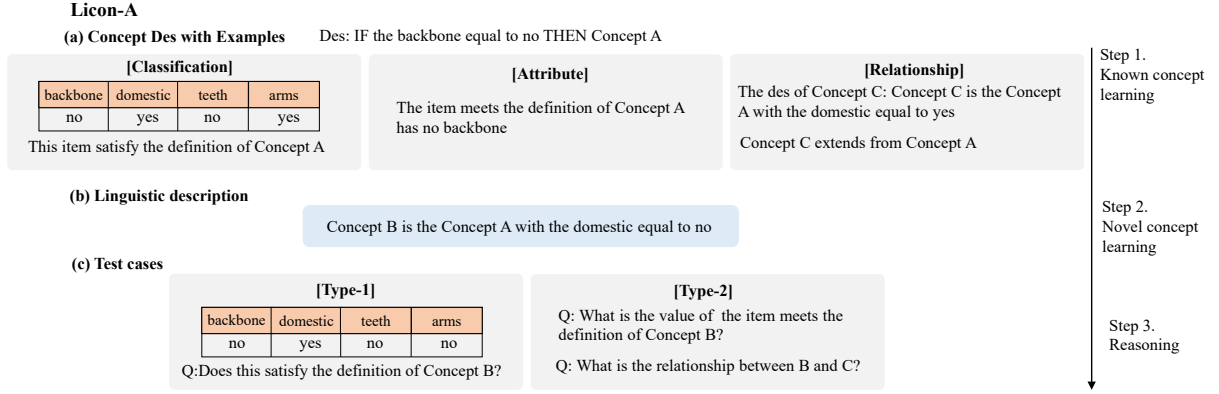 Licon-A
(a) Concept Des with Examples
Des: IF the backbone equal to no THEN Concept A
[Classification]
backbone domestic teeth arms
no yes no yes
This item satisfy the definition of Concept A
[Attribute]
The item meets the definition of Concept A
has no backbone
[Relationship]
The des of Concept C: Concept C is the Concept
A with the domestic equal to yes
Concept C extends from Concept A
Step 1.
Known concept
learning
(b) Linguistic description
Concept B is the Concept A with the domestic equal to no
Step 2.
Novel concept
learning
(c) Test cases
[Type-1]
backbone domestic teeth arms
no yes no no
Q:Does this satisfy the definition of Concept B?
[Type-2]
Q: What is the value of the item meets the
definition of Concept B?
Q: What is the relationship between B and C?
Step 3.
Reasoning